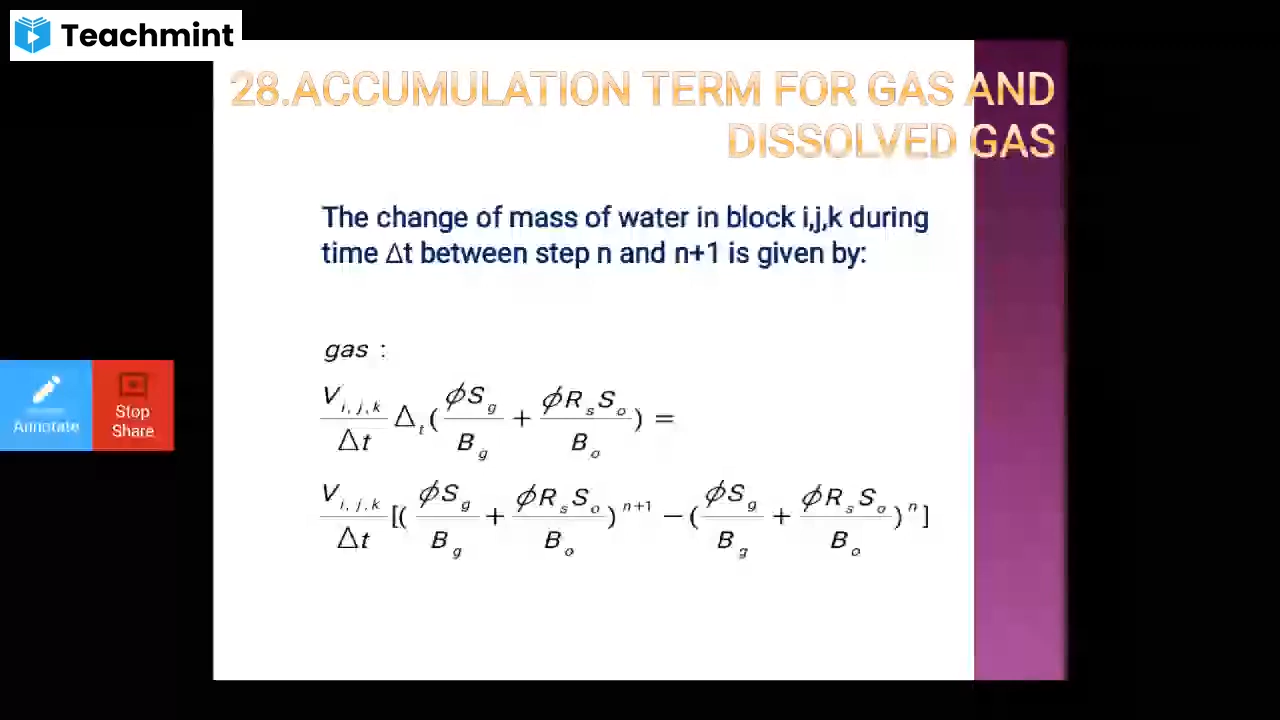 Teachmint
28.ACCUMULATION TERM FOR GAS AND
DISSOLVED GAS
The change of mass of water in block i,j,k during
time Δt between step n and n+1 is given by:
gas :
V_{i,j,k}/Δt Δ_t(ϕS_g/B_g + ϕR_sS_o/B_o) =
V_{i,j,k}/Δt [(ϕS_g/B_g + ϕR_sS_o/B_o)^{n+1} − (ϕS_g/B_g + ϕR_sS_o/B_o)^n]
Annotate
Stop
Share